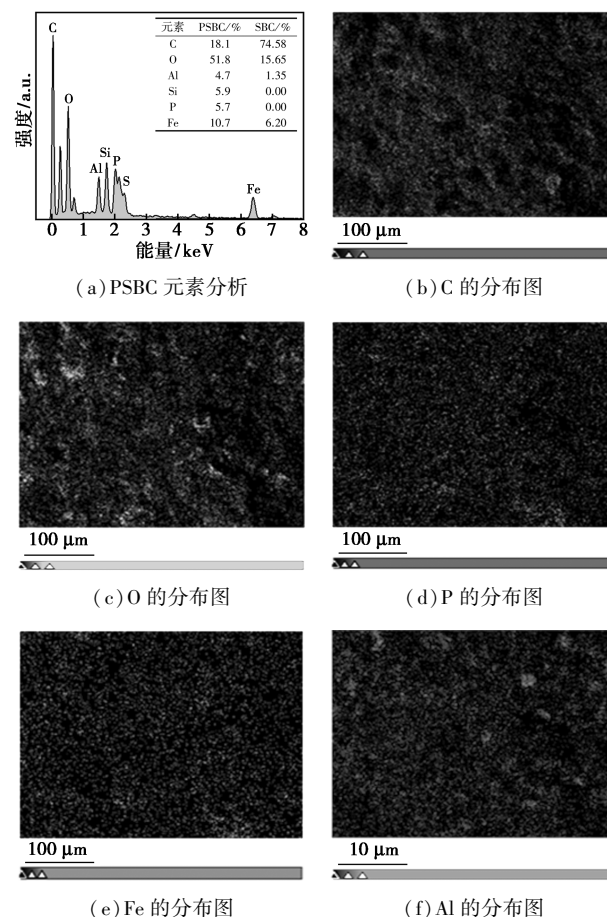 元素 PSBC/% SBC/%
C 18.1 74.58
O 51.8 15.65
Al 4.7 1.35
Si 5.9 0.00
P 5.7 0.00
Fe 10.7 6.20
C
O
Al
Si
P
S
Fe
强度/a.u.
0 1 2 3 4 5 6 7 8
能量/keV
100 μm
(a)PSBC 元素分析
(b)C 的分布图
100 μm
100 μm
(c)O 的分布图
(d)P 的分布图
100 μm
10 μm
(e)Fe 的分布图
(f)Al 的分布图